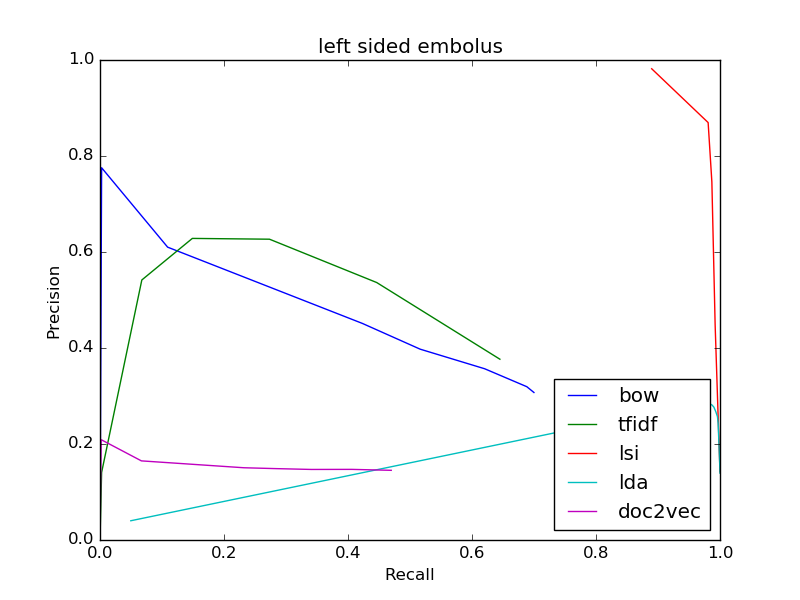 left sided embolus
1.0
0.8
0.6
0.4
0.2
0.0
Precision
bow
tfidf
lsi
lda
doc2vec
0.0 0.2 0.4 0.6 0.8 1.0
Recall